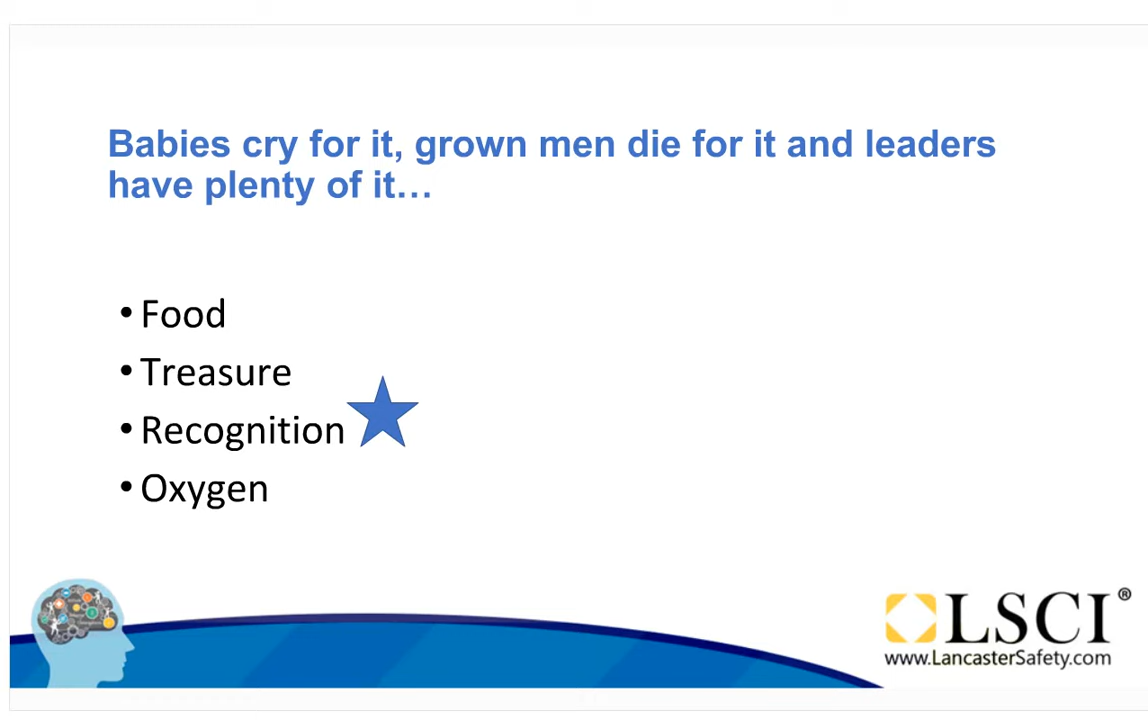 Babies cry for it, grown men die for it and leaders
have plenty of it…
• Food
• Treasure
• Recognition
• Oxygen
LSCI®
www.LancasterSafety.com